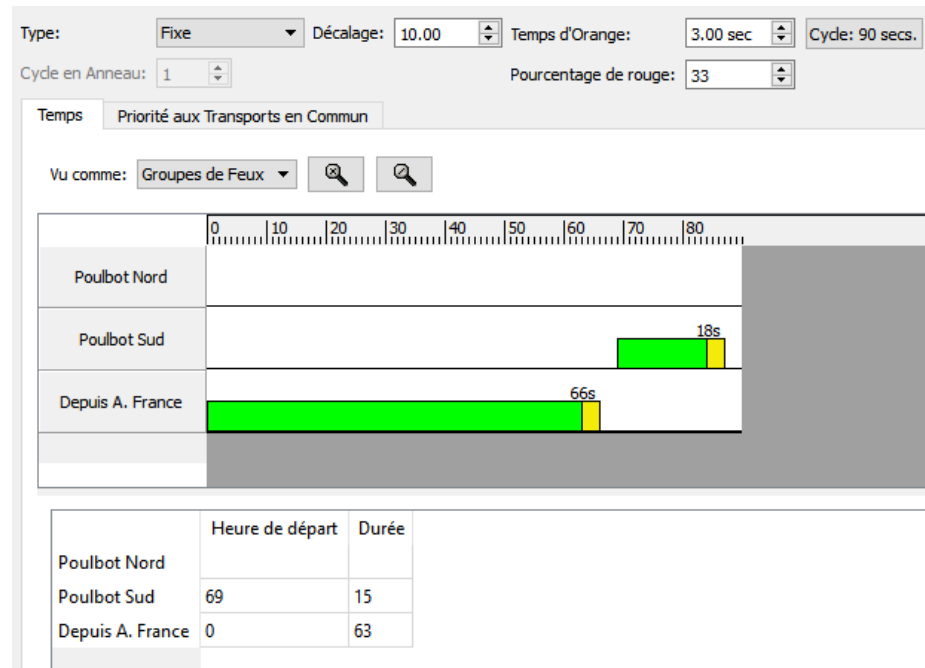 Type: Fixe Décalage: 10.00 Temps d'Orange: 3.00 sec Cycle: 90 secs.
Cycle en Anneau: 1 Pourcentage de rouge: 33
Temps Priorité aux Transports en Commun
Vu comme: Groupes de Feux
0 10 20 30 40 50 60 70 80
Poulbot Nord
Poulbot Sud 18s
Depuis A. France 66s
Heure de départ Durée
Poulbot Nord
Poulbot Sud 69 15
Depuis A. France 0 63